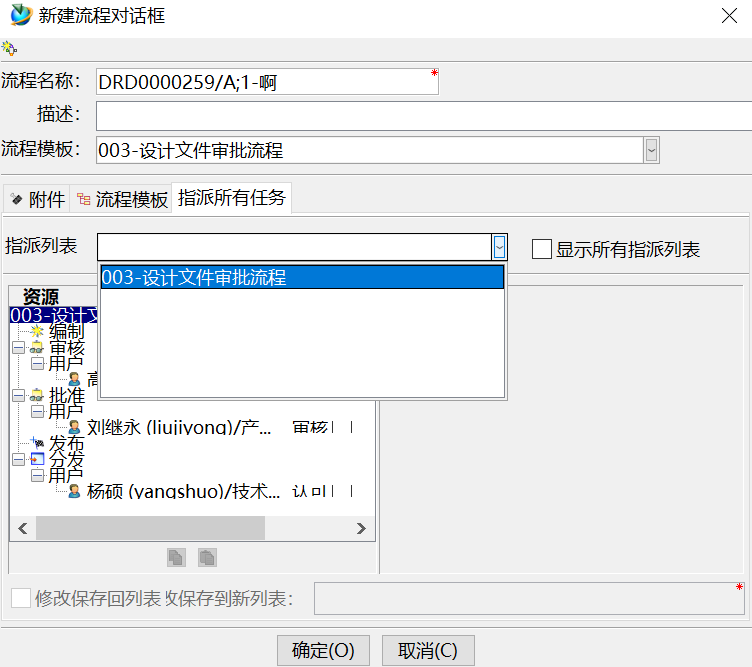 新建流程对话框
流程名称： DRD0000259/A;1-啊 *
描述：
流程模板： 003-设计文件审批流程
附件 流程模板 指派所有任务
指派列表 显示所有指派列表
003-设计文件审批流程
资源
003-设计文
编制
审核
用户
高
批准
用户
刘继永 (liujiyong)/产... 审核
发布
分发
用户
杨硕 (yangshuo)/技术... 认可
修改保存回列表 收保存到新列表： *
确定(O) 取消(C)